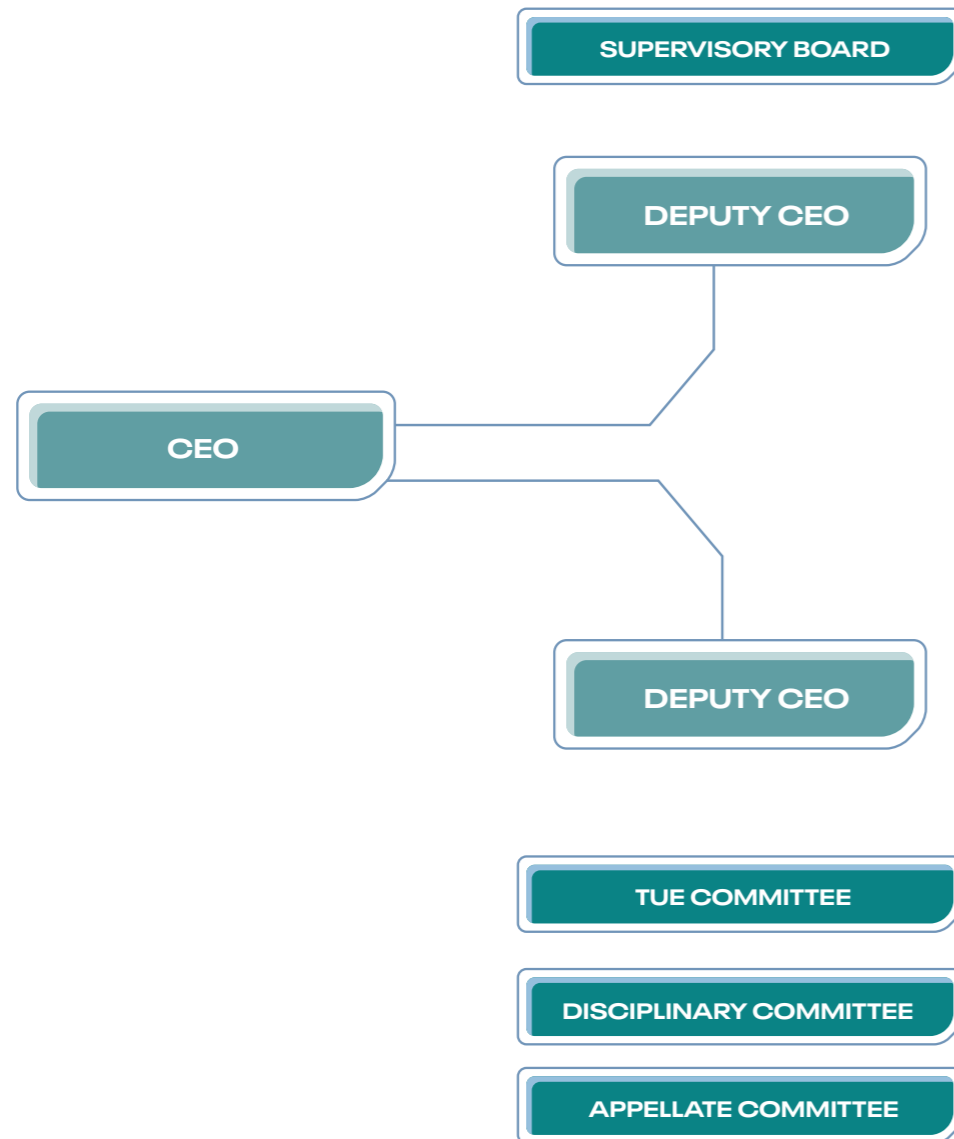 SUPERVISORY BOARD
DEPUTY CEO
CEO
DEPUTY CEO
TUE COMMITTEE
DISCIPLINARY COMMITTEE
APPELLATE COMMITTEE